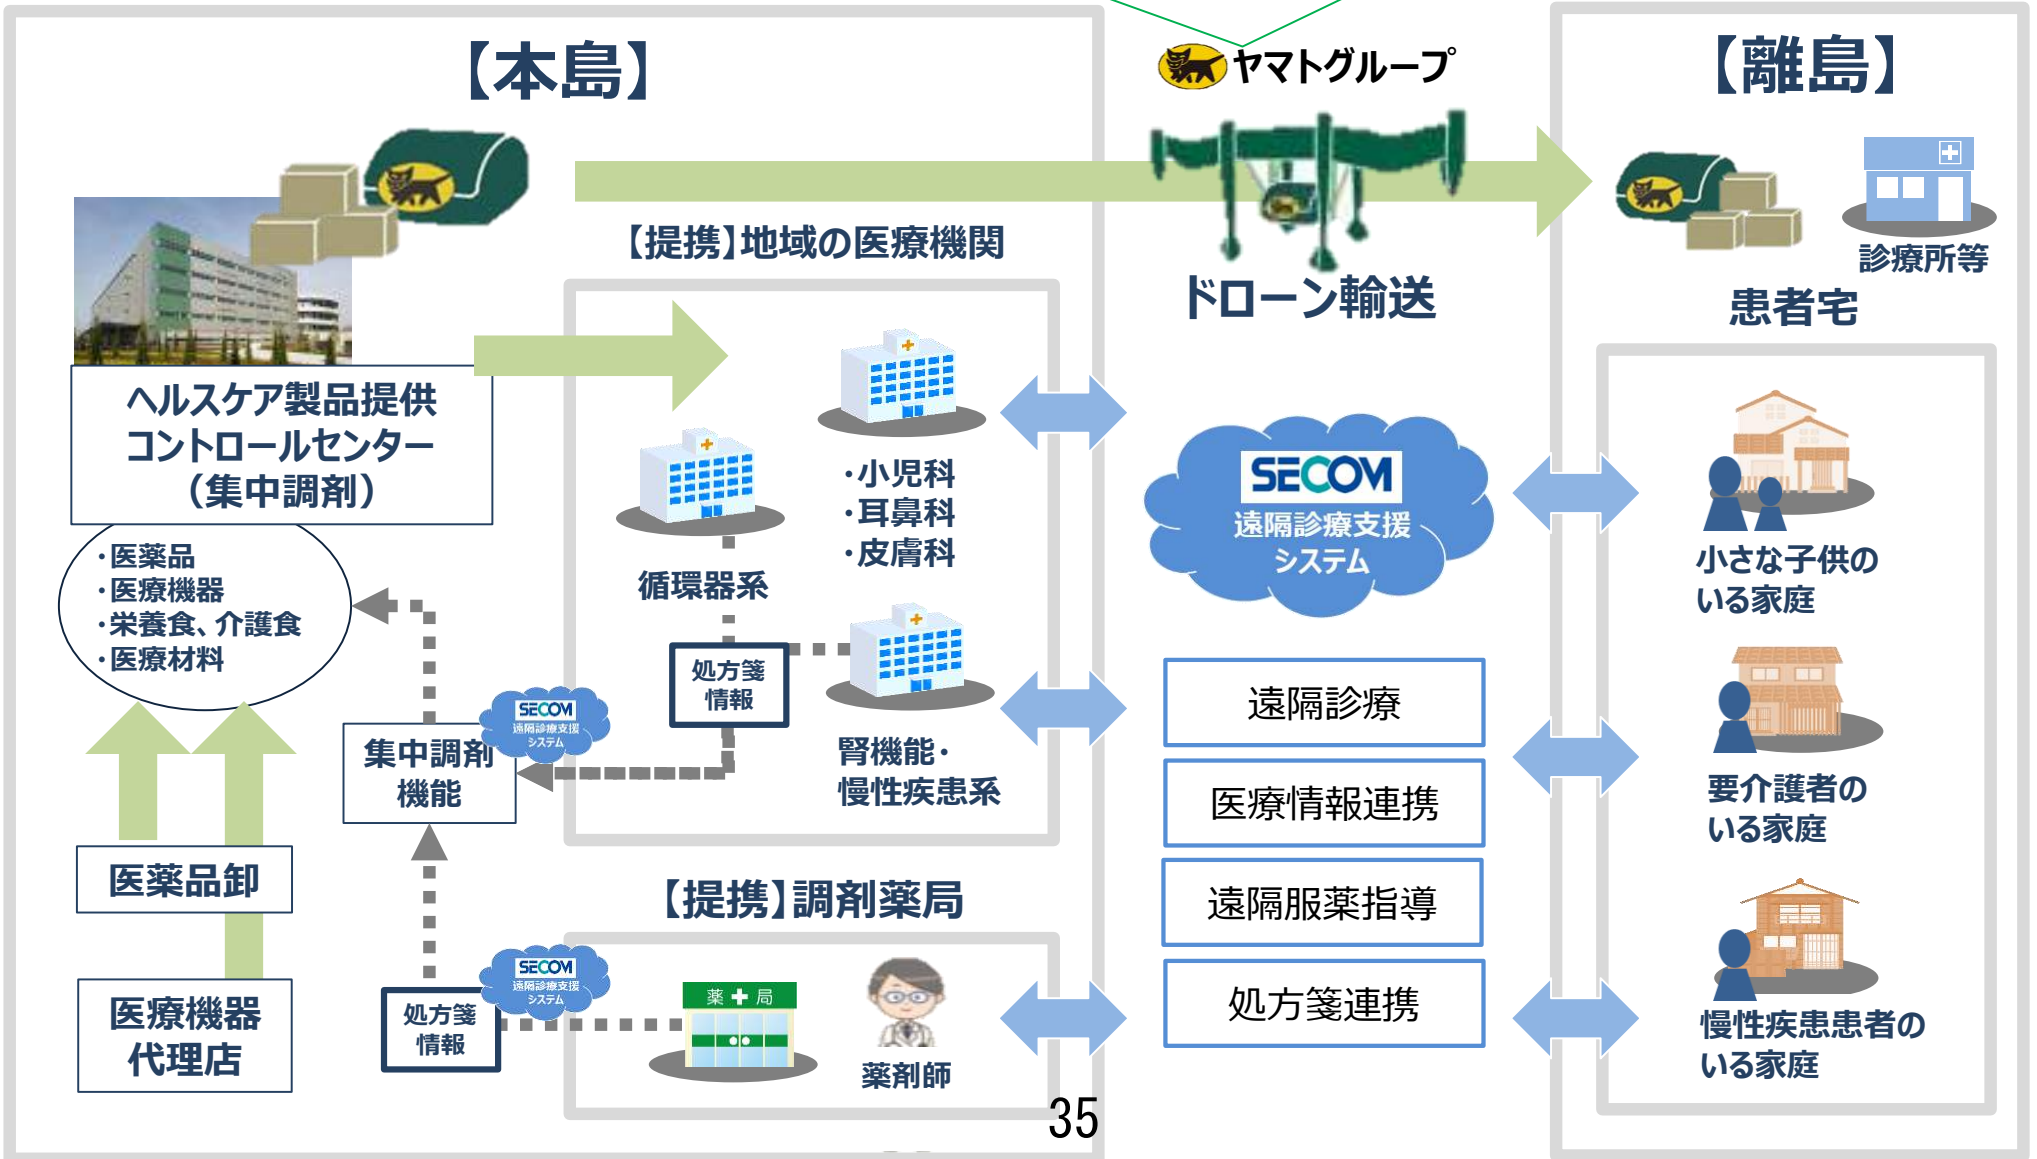 【本島】
ヤマトグループ
【離島】
【提携】地域の医療機関
ドローン輸送
診療所等
患者宅
ヘルスケア製品提供
コントロールセンター
（集中調剤）
・医薬品
・医療機器
・栄養食、介護食
・医療材料
循環器系
・小児科
・耳鼻科
・皮膚科
処方箋
情報
腎機能・
慢性疾患系
SECOM
遠隔診療支援
システム
集中調剤
機能
医薬品卸
医療機器
代理店
【提携】調剤薬局
SECOM
遠隔診療支援
システム
処方箋
情報
薬 局
薬剤師
SECOM
遠隔診療支援
システム
遠隔診療
医療情報連携
遠隔服薬指導
処方箋連携
小さな子供の
いる家庭
要介護者の
いる家庭
慢性疾患患者の
いる家庭
35